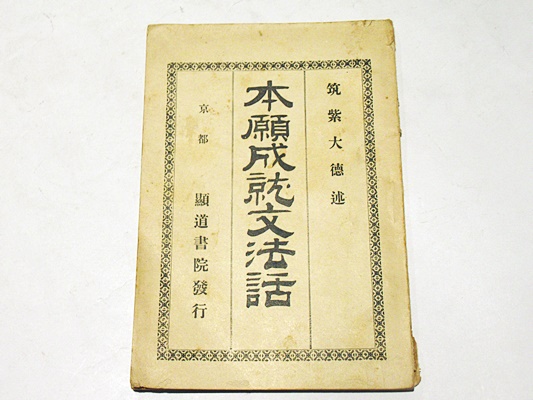 筑紫大德述
本願成就文法話
京都 顯道書院發行